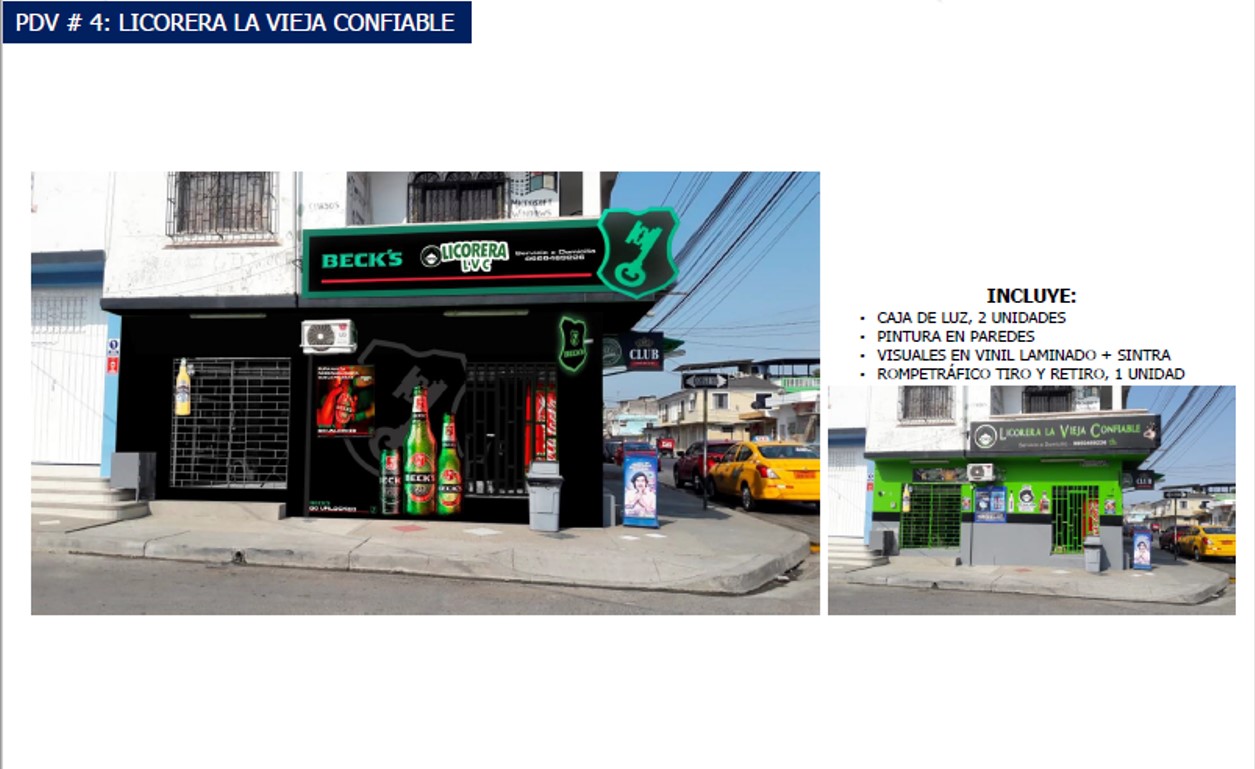 PDV # 4: LICORERA LA VIEJA CONFIABLE
BECK'S
LICORERA
LVC
Servicio a Domicilio
CLUB
BECK'S
BECK'S
INCLUYE:
• CAJA DE LUZ, 2 UNIDADES
• PINTURA EN PAREDES
• VISUALES EN VINIL LAMINADO + SINTRA
• ROMPETRÁFICO TIRO Y RETIRO, 1 UNIDAD
LICORERA LA VIEJA CONFIABLE
Servicio a Domicilio
CLUB